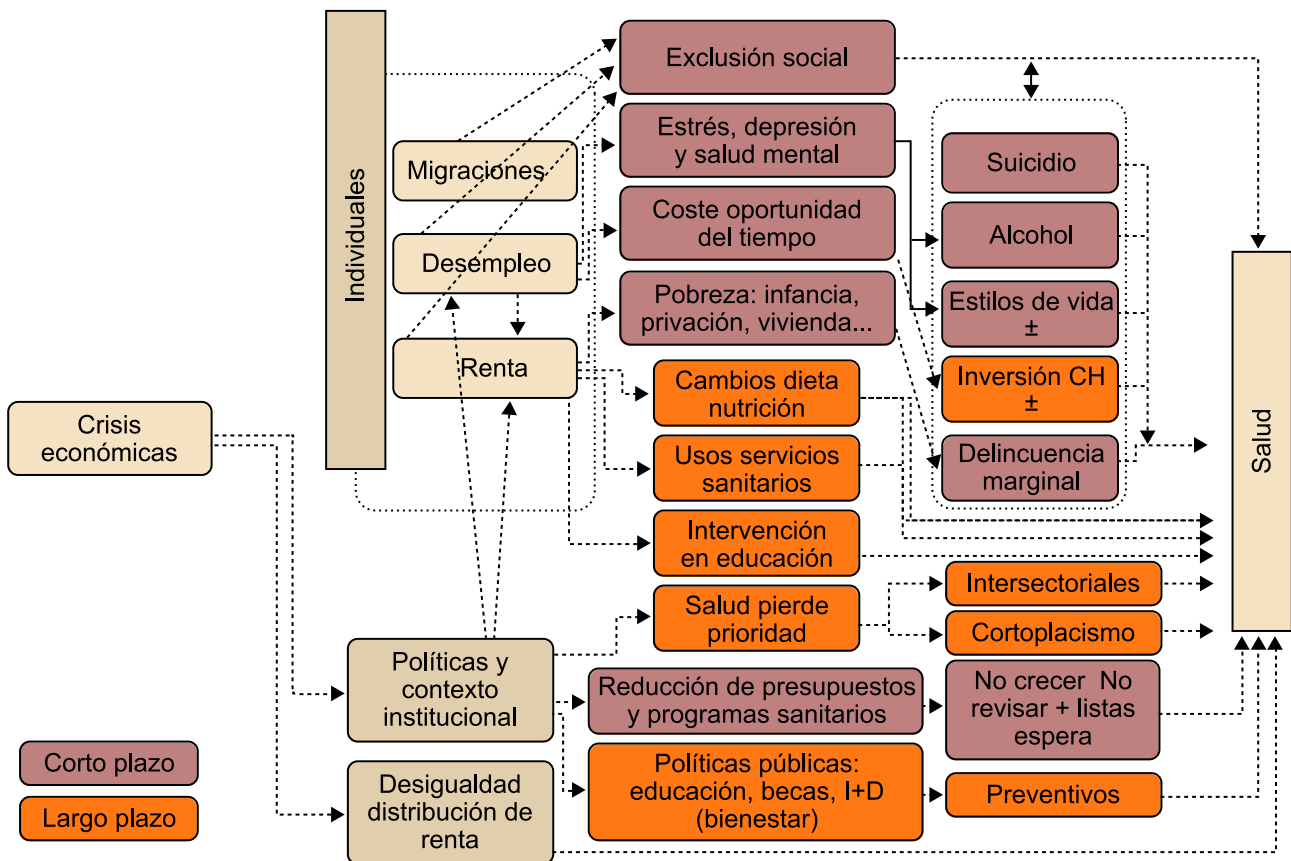 Individuales
Exclusión social
Estrés, depresión
y salud mental
Migraciones
Suicidio
Coste oportunidad
del tiempo
Alcohol
Desempleo
Pobreza: infancia,
privación, vivienda...
Estilos de vida
±
Renta
Cambios dieta
nutrición
Inversión CH
±
Crisis
económicas
Usos servicios
sanitarios
Delincuencia
marginal
Salud
Intervención
en educación
Salud pierde
prioridad
Intersectoriales
Cortoplacismo
Políticas y
contexto
institucional
Reducción de presupuestos
y programas sanitarios
No crecer No
revisar + listas
espera
Corto plazo
Largo plazo
Desigualdad
distribución de
renta
Políticas públicas:
educación, becas, I+D
(bienestar)
Preventivos